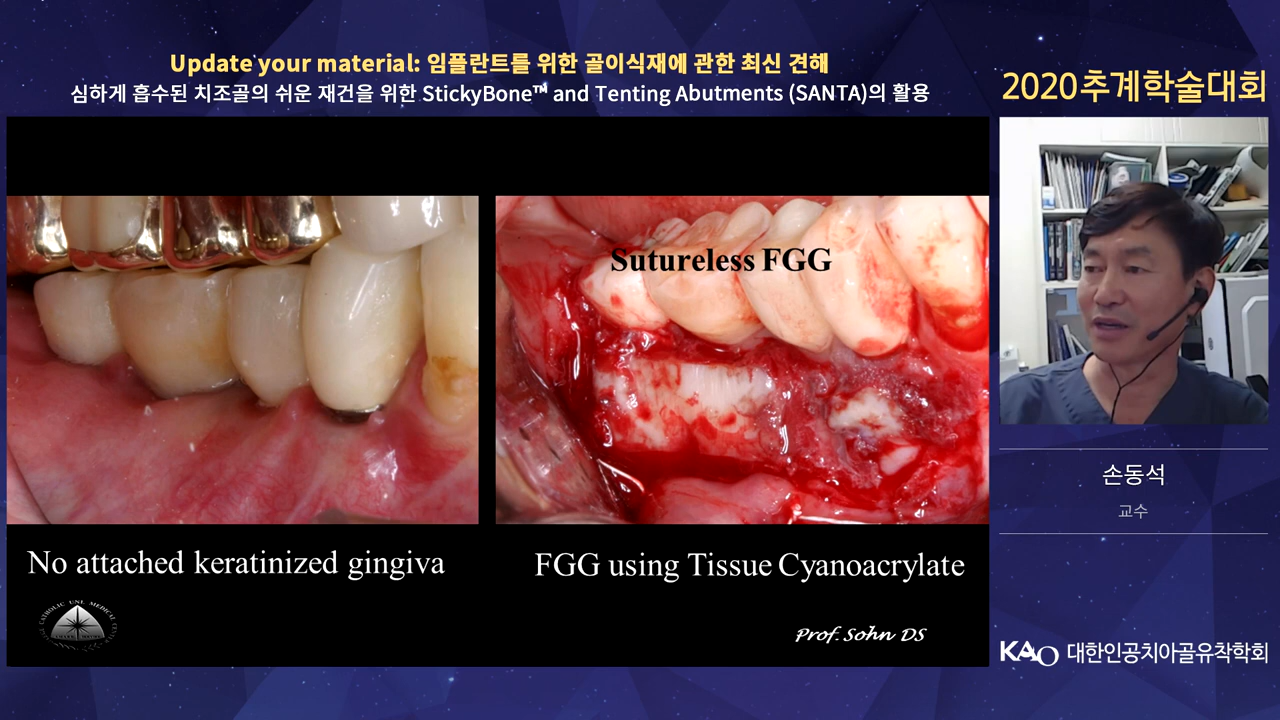 Update your material: 임플란트를 위한 골이식재에 관한 최신 견해
심하게 흡수된 치조골의 쉬운 재건을 위한 StickyBone™ and Tenting Abutments (SANTA)의 활용
2020추계학술대회
Sutureless FGG
No attached keratinized gingiva
FGG using Tissue Cyanoacrylate
CATHOLIC UNI. MEDICAL CENTER
Prof. Sohn DS
손동석
교수
KAO 대한인공치아골유착학회